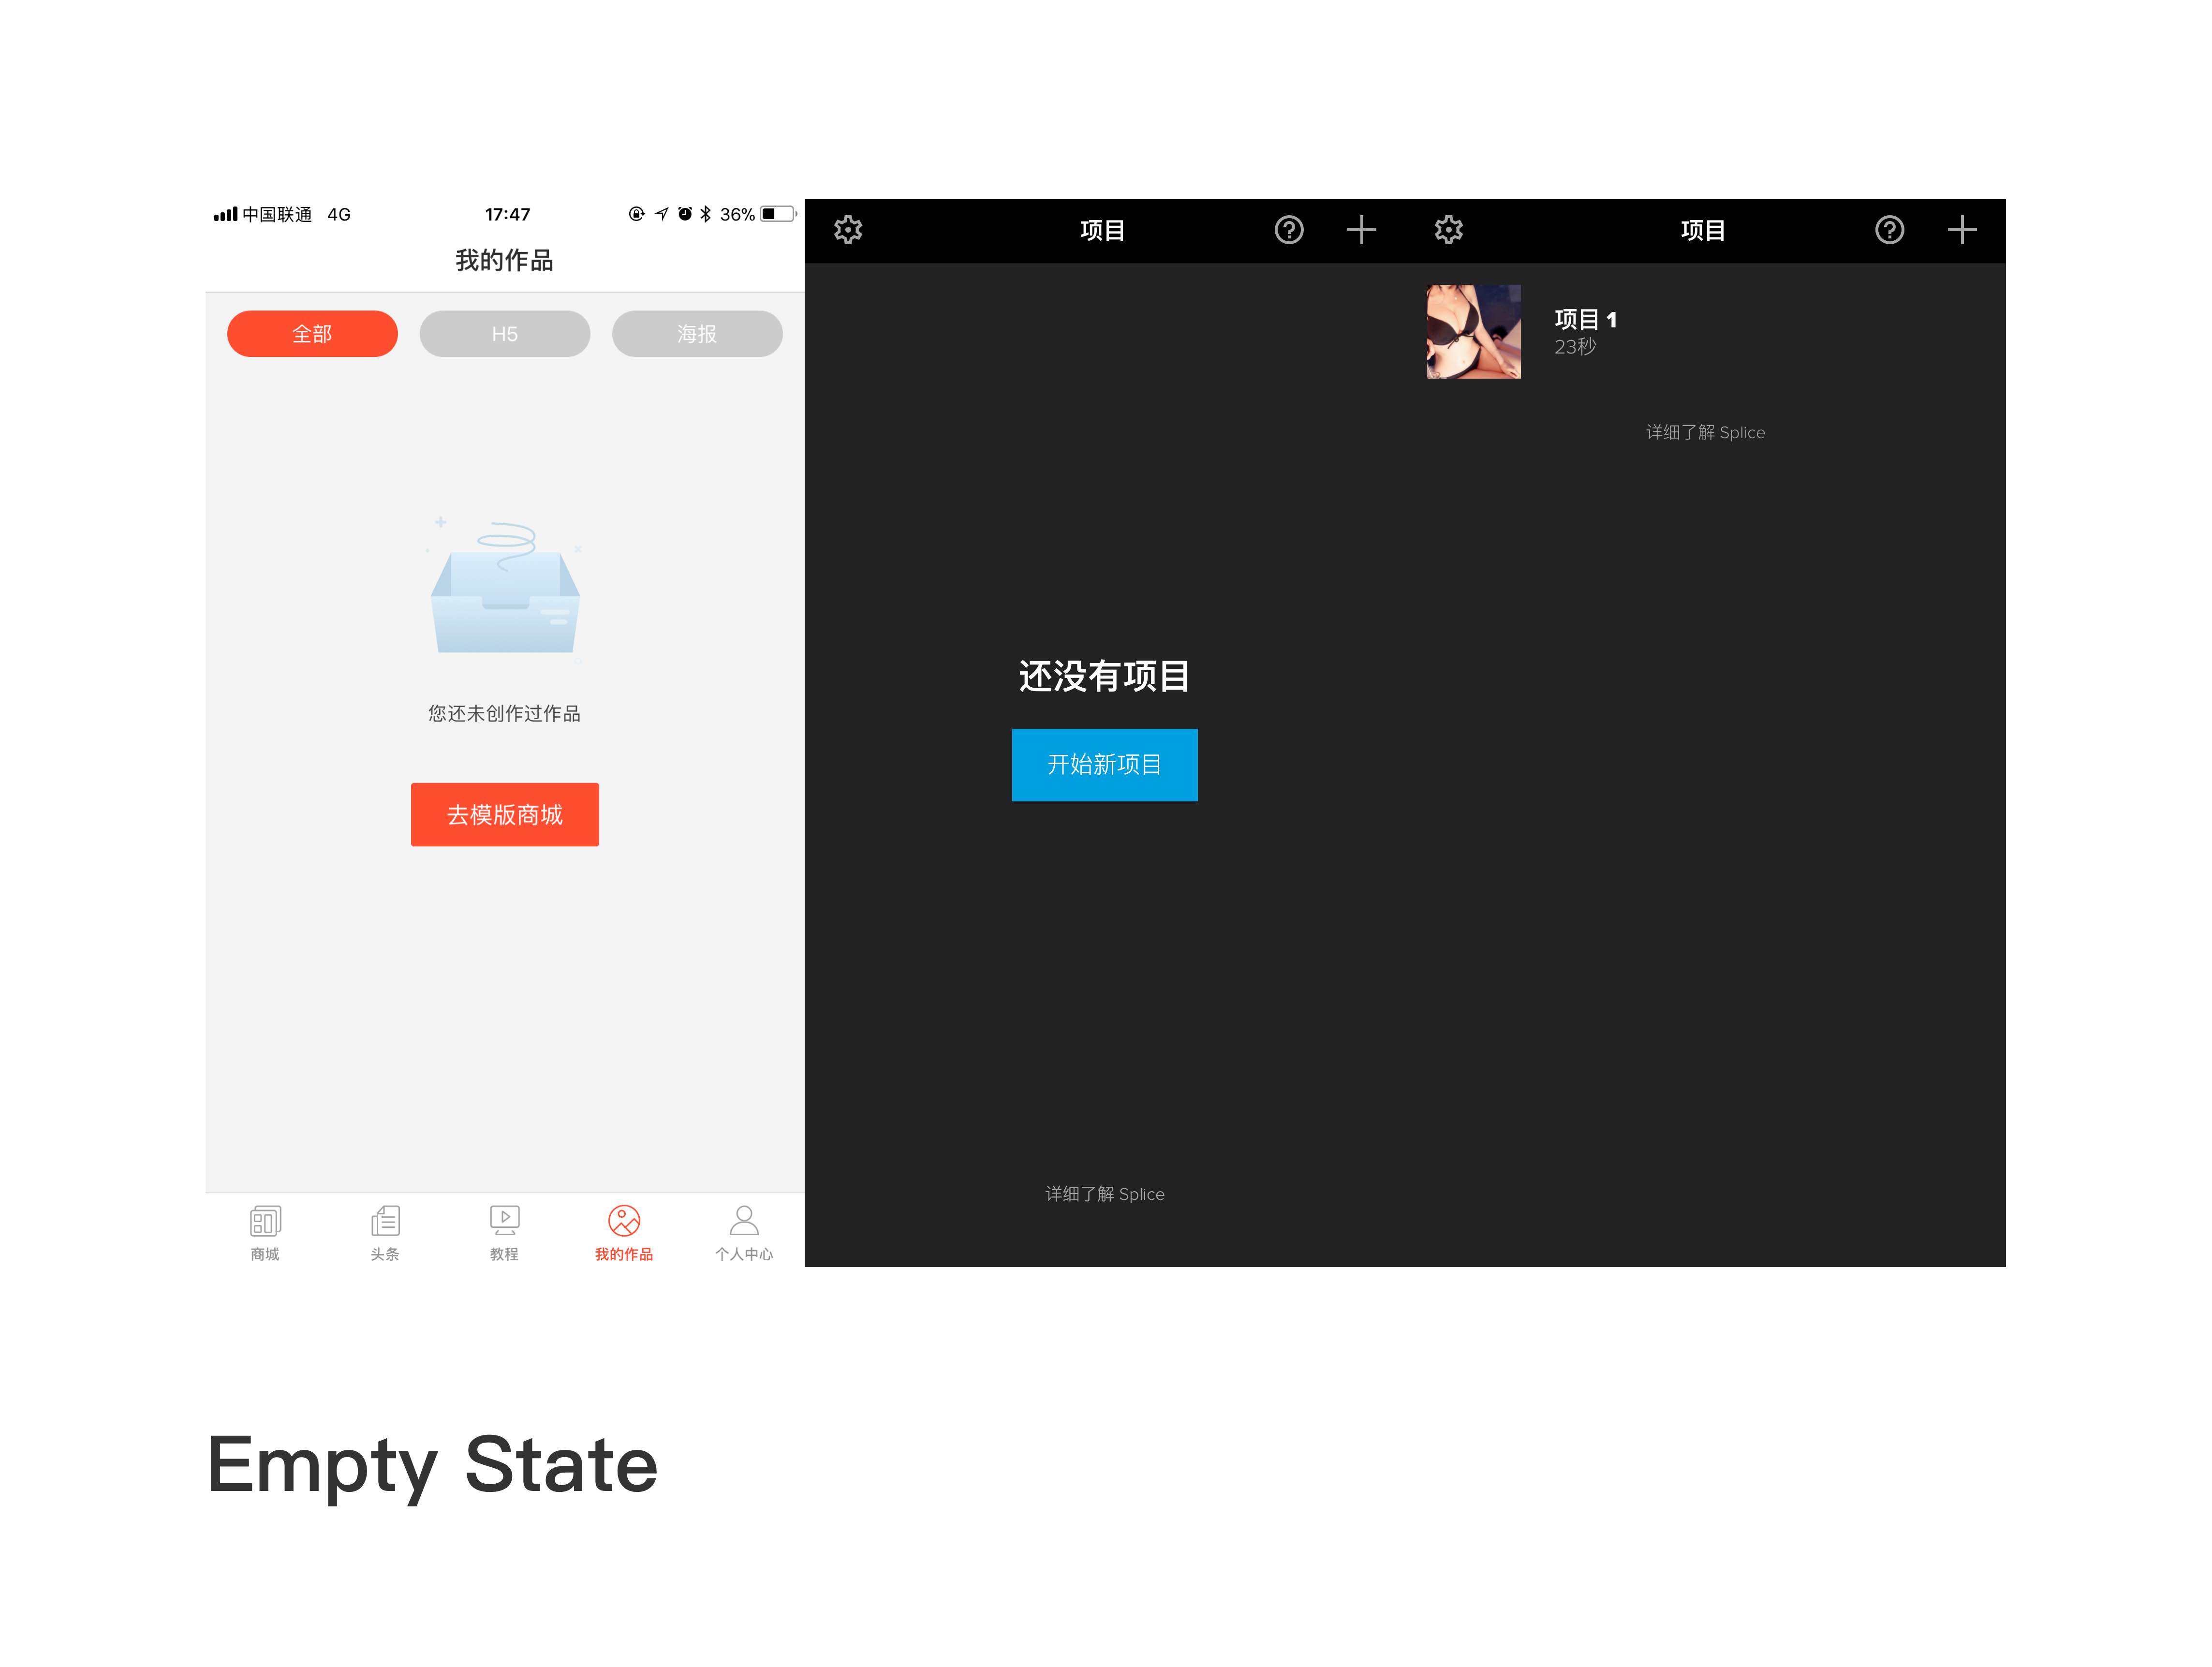 中国联通 4G 17:47 36%
我的作品
全部 H5 海报
您还未创作过作品
去模版商城
商城 头条 教程 我的作品 个人中心
项目
还没有项目
开始新项目
详细了解 Splice
项目
项目 1
23秒
详细了解 Splice
Empty State